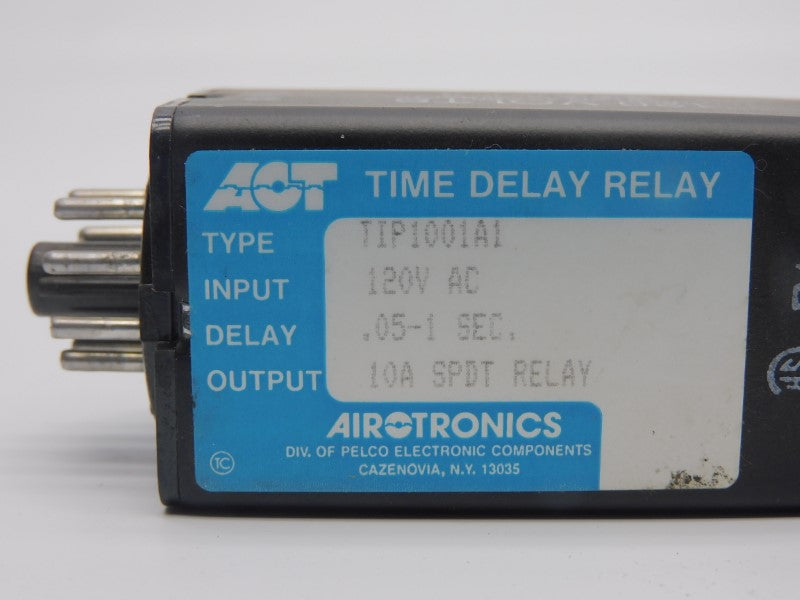 ACT TIME DELAY RELAY
TYPE TIP1001A1
INPUT 120V AC
DELAY .05-1 SEC.
OUTPUT 10A SPDT RELAY
AIROTRONICS
DIV. OF PELCO ELECTRONIC COMPONENTS
CAZENOVIA, N.Y. 13035
TC